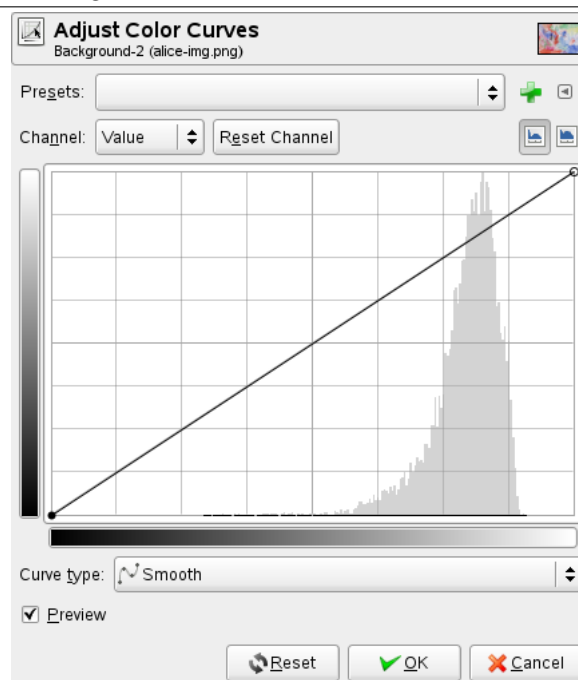 Adjust Color Curves
Background-2 (alice-img.png)
Presets:
Channel: Value Reset Channel
Curve type: Smooth
Preview
Reset OK Cancel